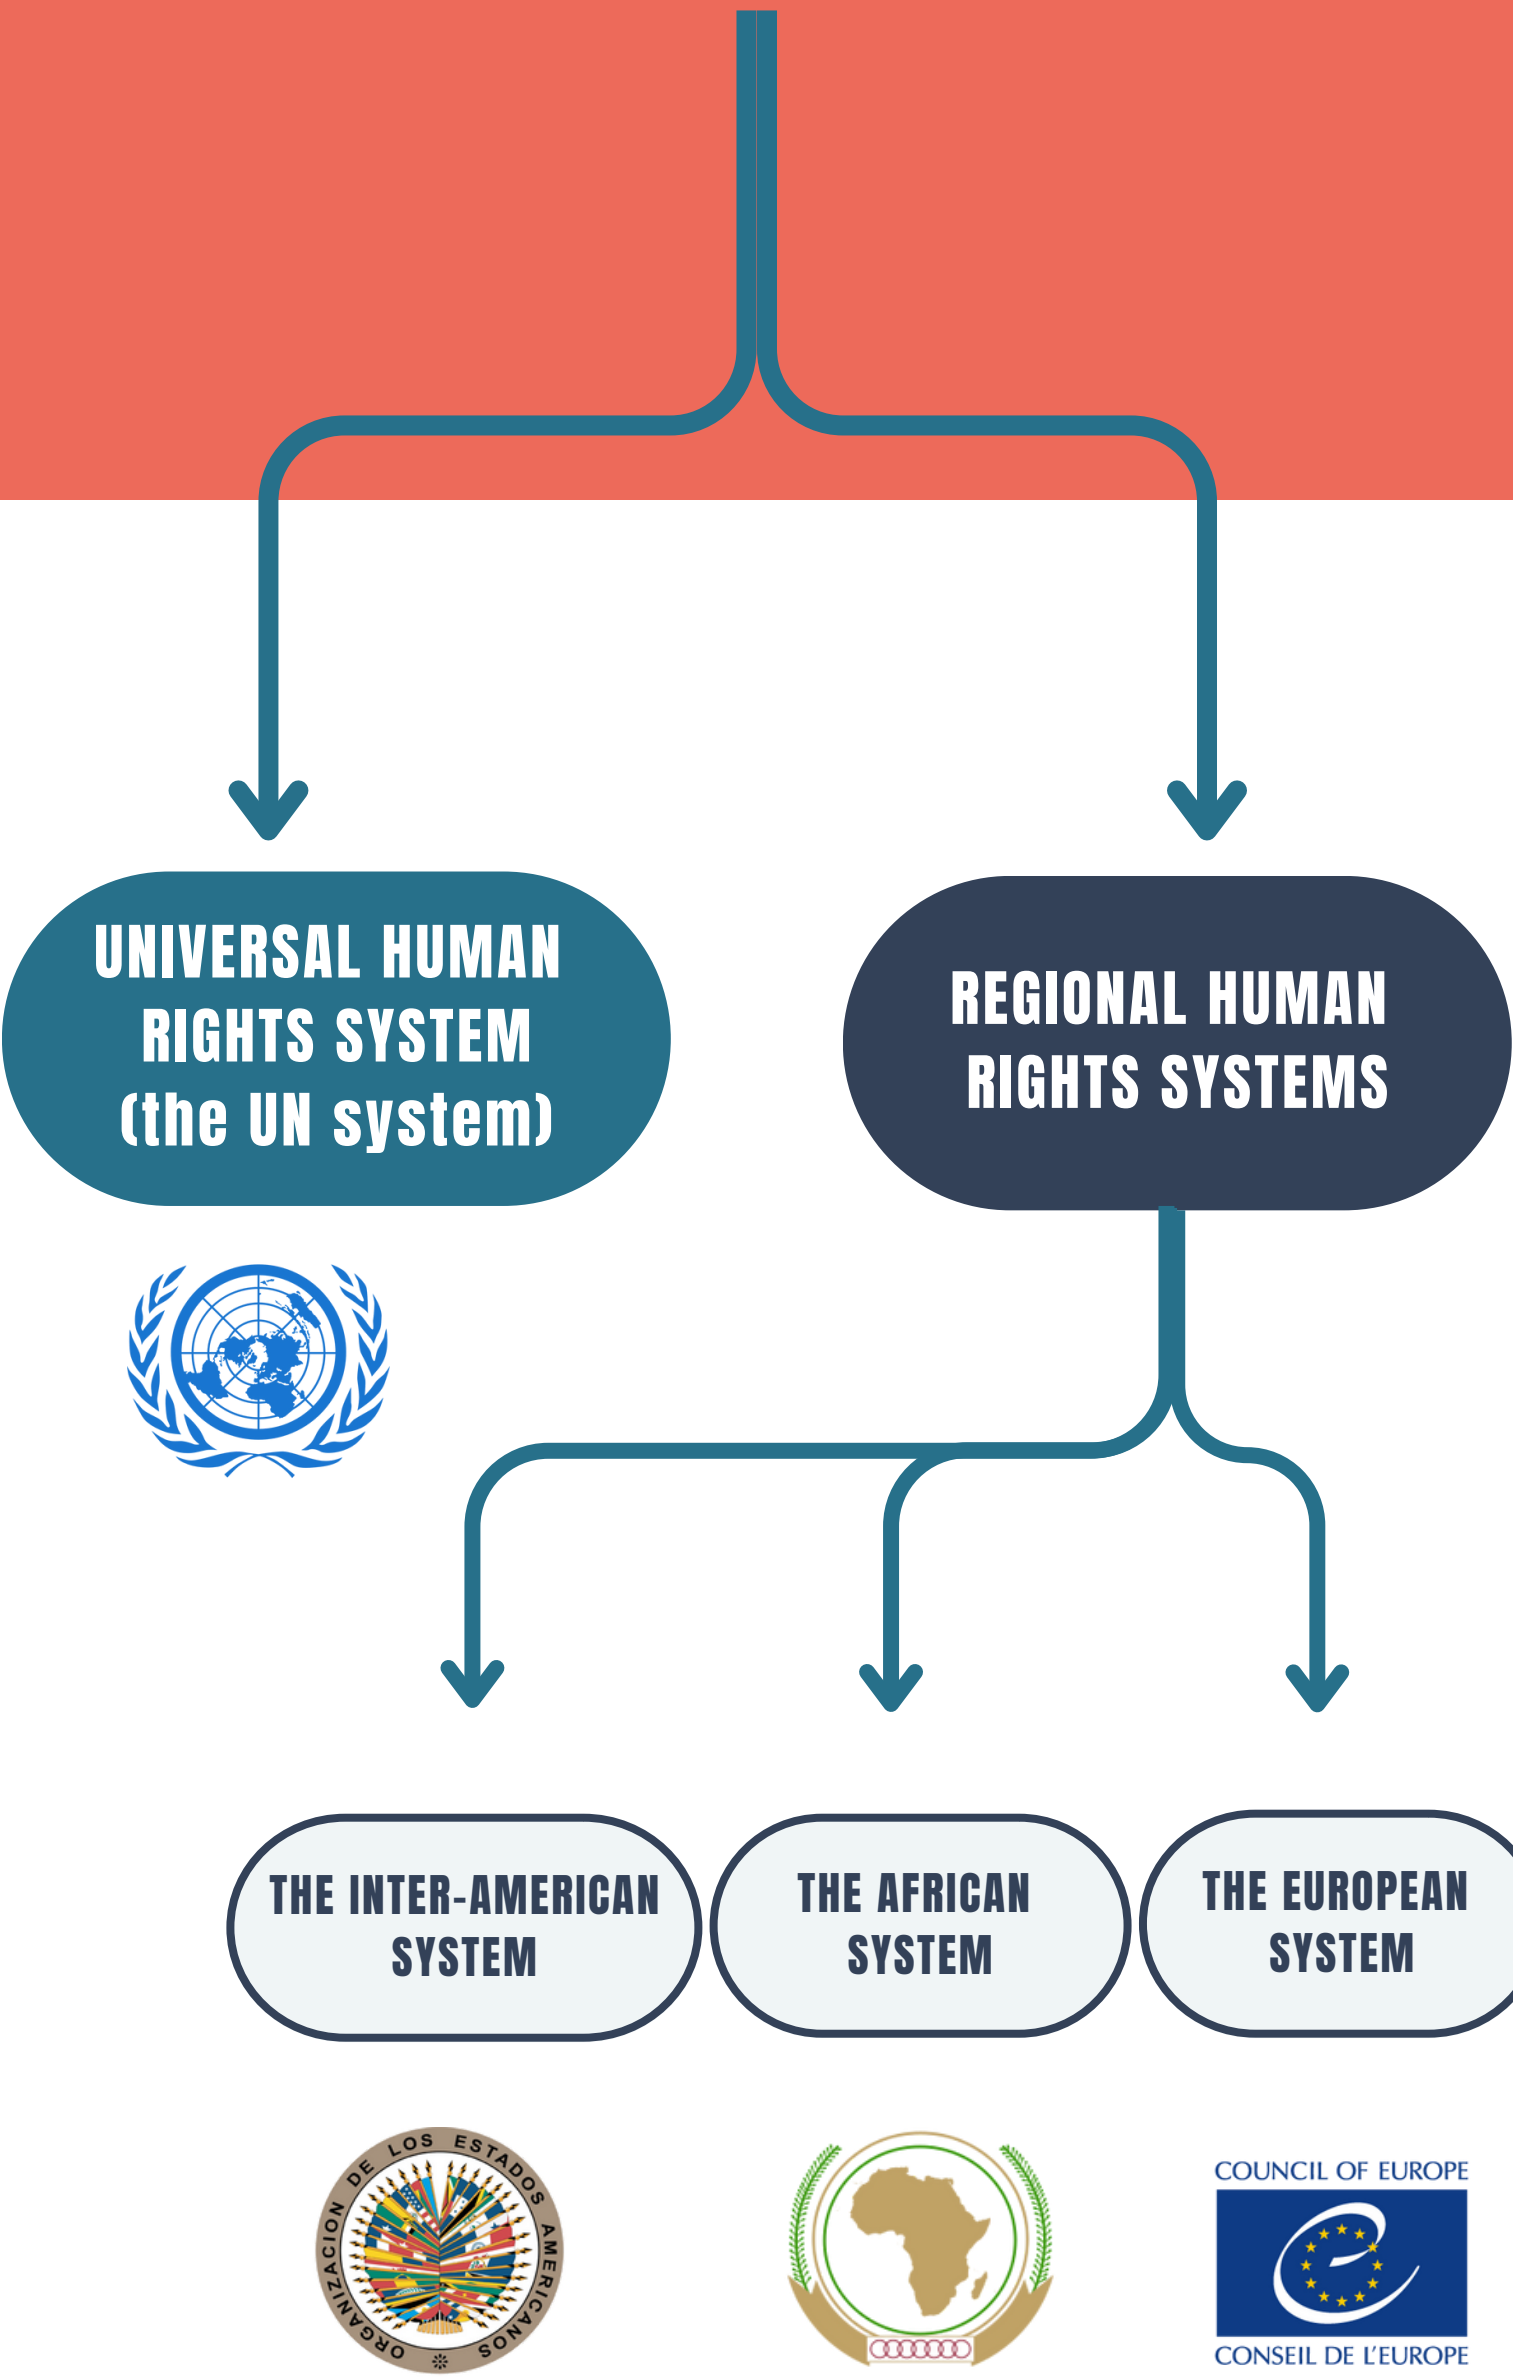 UNIVERSAL HUMAN
RIGHTS SYSTEM
(the UN system)
REGIONAL HUMAN
RIGHTS SYSTEMS
THE INTER-AMERICAN
SYSTEM
THE AFRICAN
SYSTEM
THE EUROPEAN
SYSTEM
ORGANIZACION DE LOS ESTADOS AMERICANOS
COUNCIL OF EUROPE
CONSEIL DE L'EUROPE